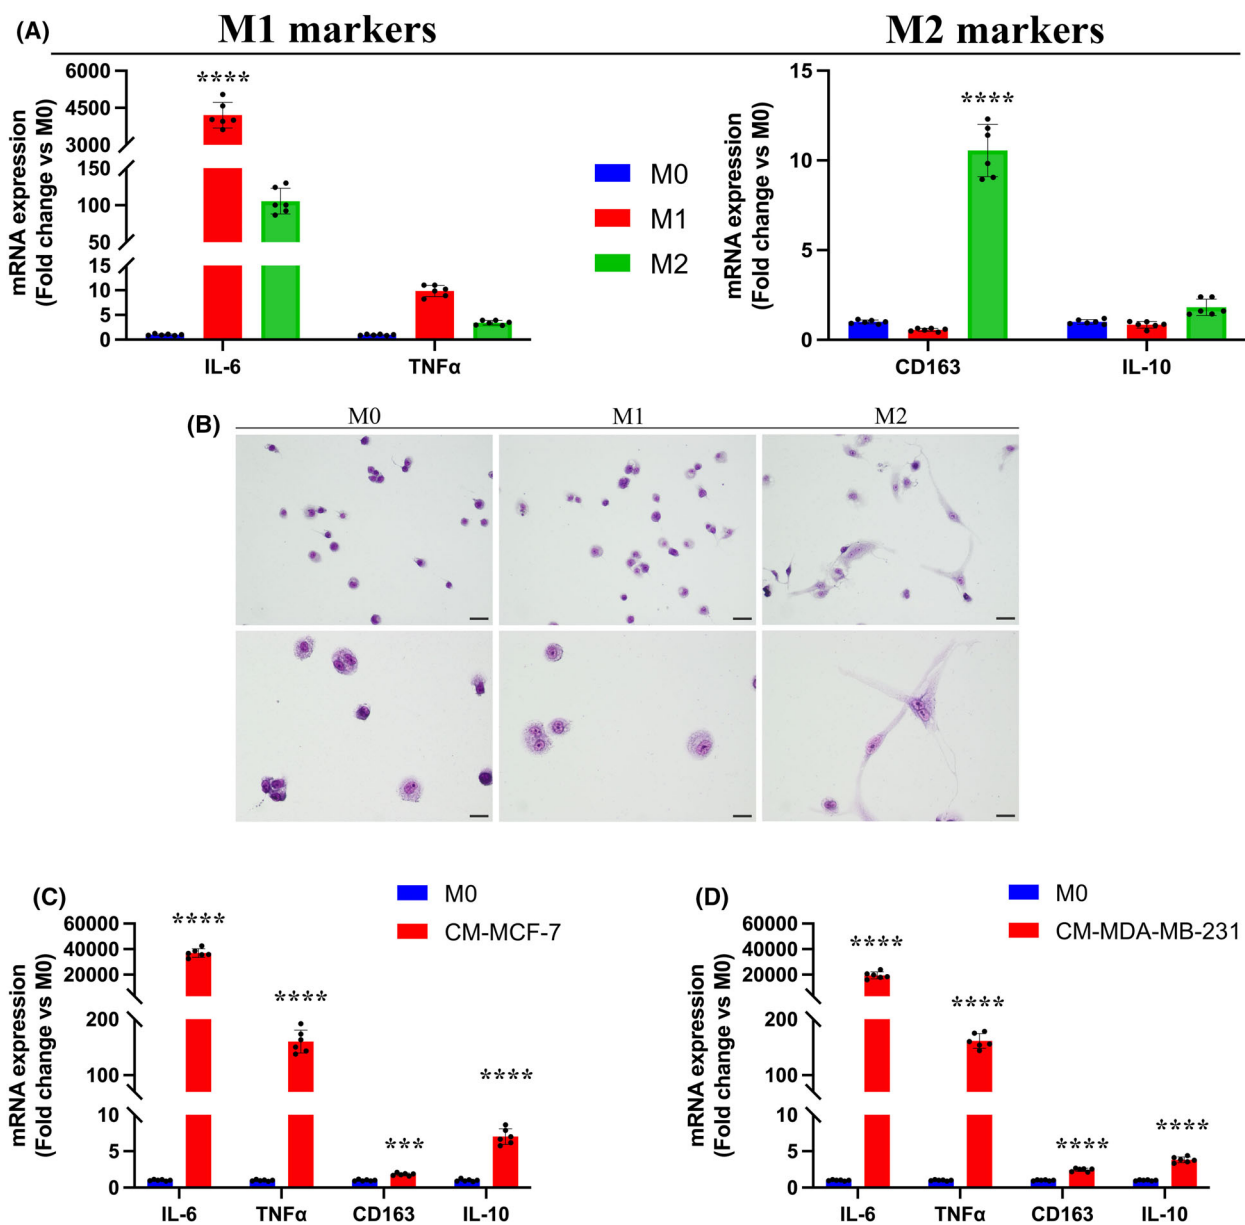 (A) M1 markers M2 markers
mRNA expression
(Fold change vs M0)
6000
4500
3000
150
100
50
15
10
5
0
****
IL-6 TNFα
M0
M1
M2
mRNA expression
(Fold change vs M0)
15
10
5
0
****
CD163 IL-10
(B) M0 M1 M2
(C)
M0
CM-MCF-7
mRNA expression
(Fold change vs M0)
60000
40000
20000
200
100
10
5
0
****
****
***
****
IL-6 TNFα CD163 IL-10
(D)
M0
CM-MDA-MB-231
mRNA expression
(Fold change vs M0)
60000
40000
20000
200
100
10
5
0
****
****
****
****
IL-6 TNFα CD163 IL-10